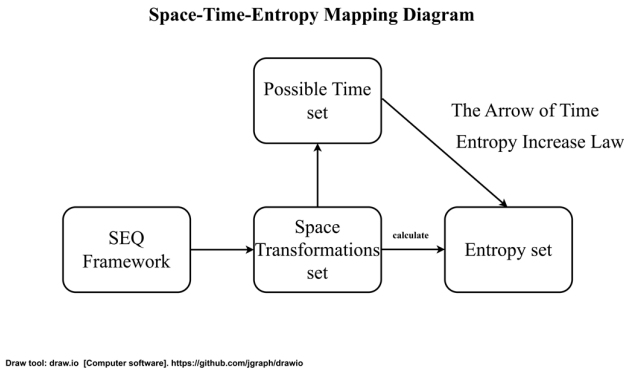 Space-Time-Entropy Mapping Diagram
Possible Time
set
The Arrow of Time
Entropy Increase Law
SEQ
Framework
Space
Transformations
set
calculate
Entropy set
Draw tool: draw.io [Computer software]. https://github.com/jgraph/drawio